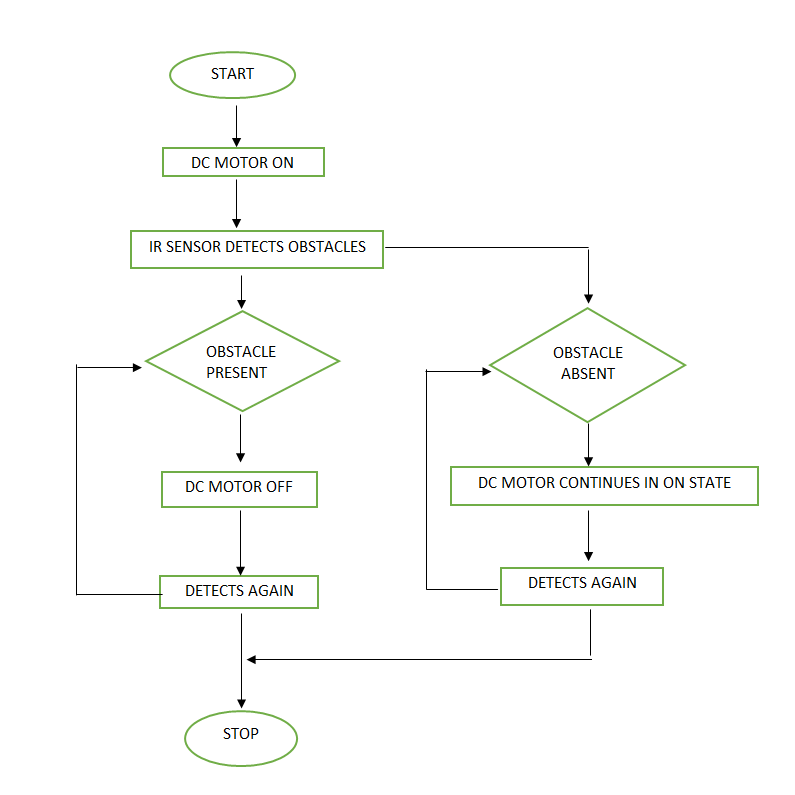 START
DC MOTOR ON
IR SENSOR DETECTS OBSTACLES
OBSTACLE
PRESENT
DC MOTOR OFF
DETECTS AGAIN
OBSTACLE
ABSENT
DC MOTOR CONTINUES IN ON STATE
DETECTS AGAIN
STOP